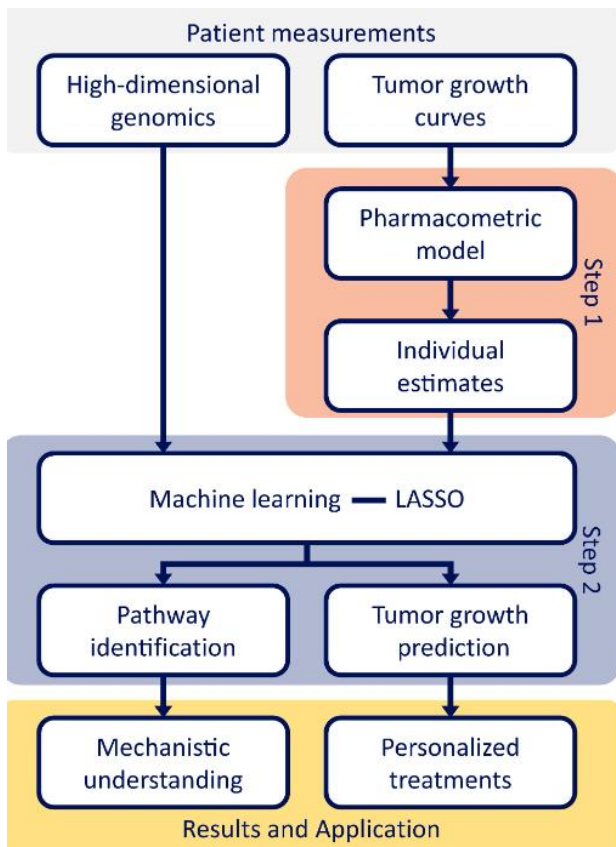 Patient measurements
High-dimensional
genomics
Tumor growth
curves
Pharmacometric
model
Step 1
Individual
estimates
Machine learning — LASSO
Step 2
Pathway
identification
Tumor growth
prediction
Mechanistic
understanding
Personalized
treatments
Results and Application